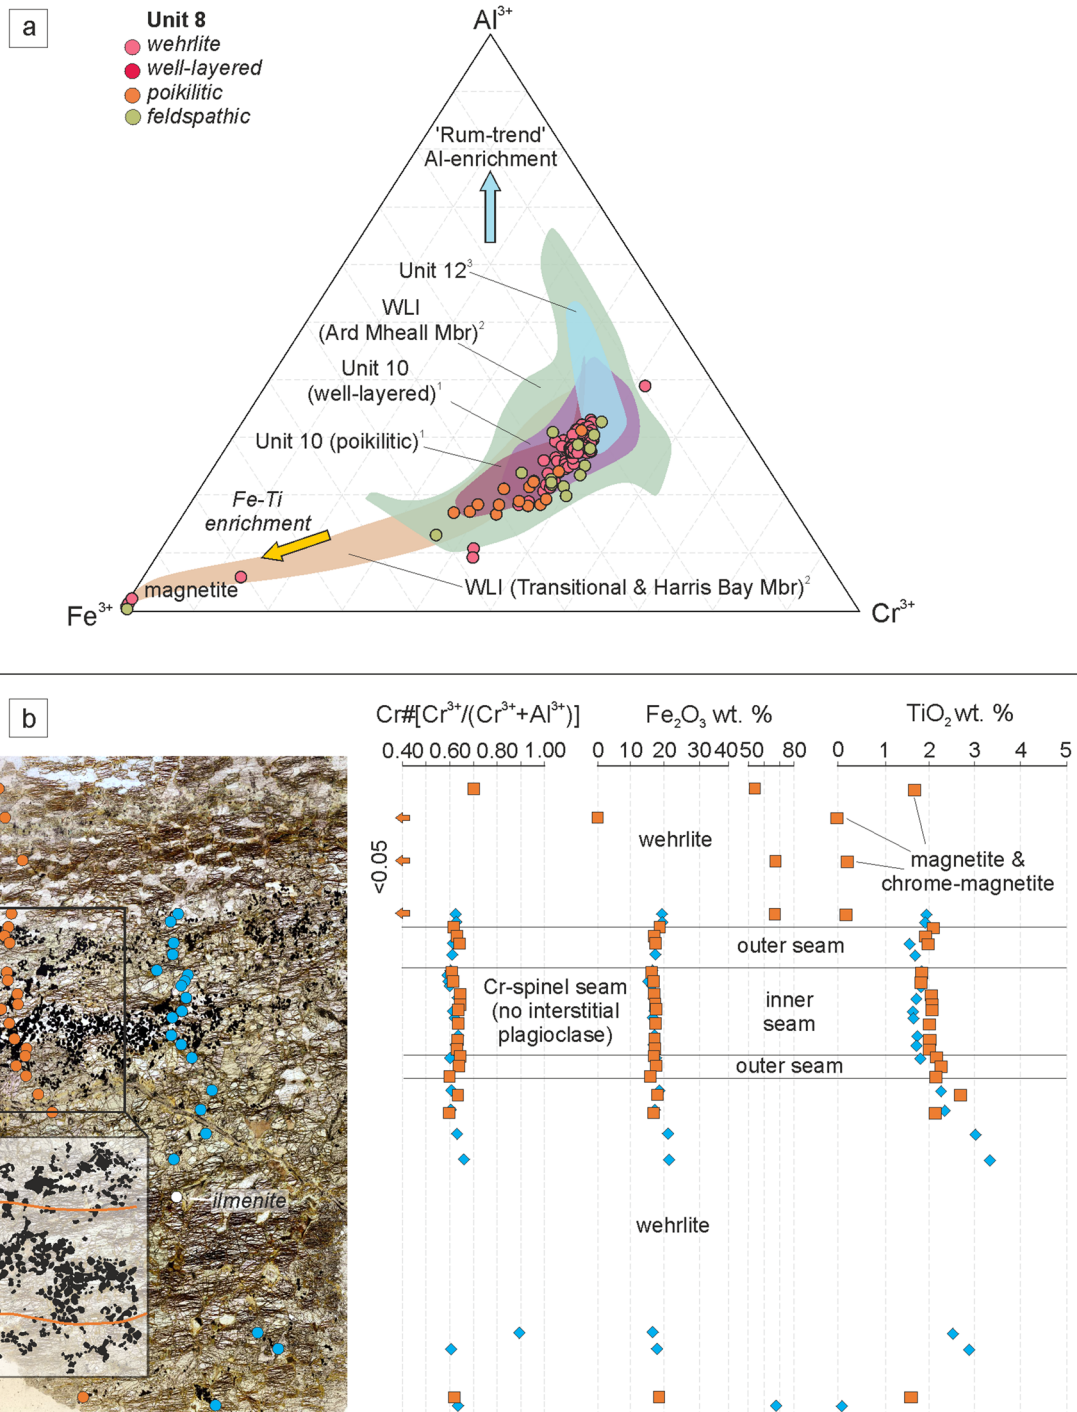 a
Unit 8
wehrlite
well-layered
poikilitic
feldspathic
Al³⁺
'Rum-trend'
Al-enrichment
Unit 12³
WLI
(Ard Mheall Mbr)²
Unit 10
(well-layered)¹
Unit 10 (poikilitic)¹
Fe-Ti
enrichment
magnetite
WLI (Transitional & Harris Bay Mbr)²
Fe³⁺
Cr³⁺
b
Cr#[Cr³⁺/(Cr³⁺+Al³⁺)]
Fe₂O₃ wt. %
TiO₂ wt. %
0.40 0.60 0.80 1.00
0 10 20 30 40 50 80
0 1 2 3 4 5
<0.05
wehrlite
magnetite &
chrome-magnetite
outer seam
Cr-spinel seam
(no interstitial
plagioclase)
inner
seam
outer seam
ilmenite
wehrlite